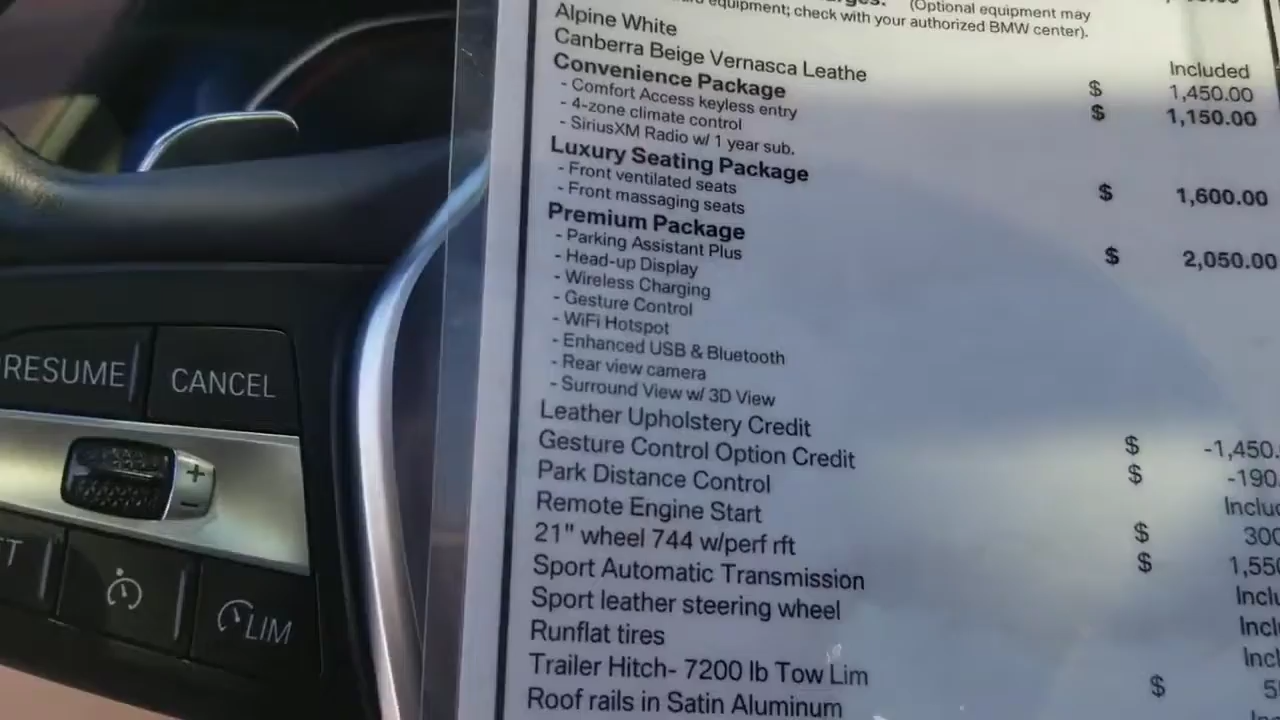 (Optional equipment may
equipment; check with your authorized BMW center).
Alpine White Included
Canberra Beige Vernasca Leathe $ 1,450.00
Convenience Package $ 1,150.00
- Comfort Access keyless entry
- 4-zone climate control
- SiriusXM Radio w/ 1 year sub.
Luxury Seating Package $ 1,600.00
- Front ventilated seats
- Front massaging seats
Premium Package $ 2,050.00
- Parking Assistant Plus
- Head-up Display
- Wireless Charging
- Gesture Control
- WiFi Hotspot
- Enhanced USB & Bluetooth
- Rear view camera
- Surround View w/ 3D View
Leather Upholstery Credit $ -1,450.
Gesture Control Option Credit $ -190.
Park Distance Control Includ
Remote Engine Start $ 300
21" wheel 744 w/perf rft $ 1,550
Sport Automatic Transmission Inclu
Sport leather steering wheel Incl
Runflat tires Incl
Trailer Hitch- 7200 lb Tow Lim $ 5
Roof rails in Satin Aluminum
RESUME
CANCEL
+
-
LIM